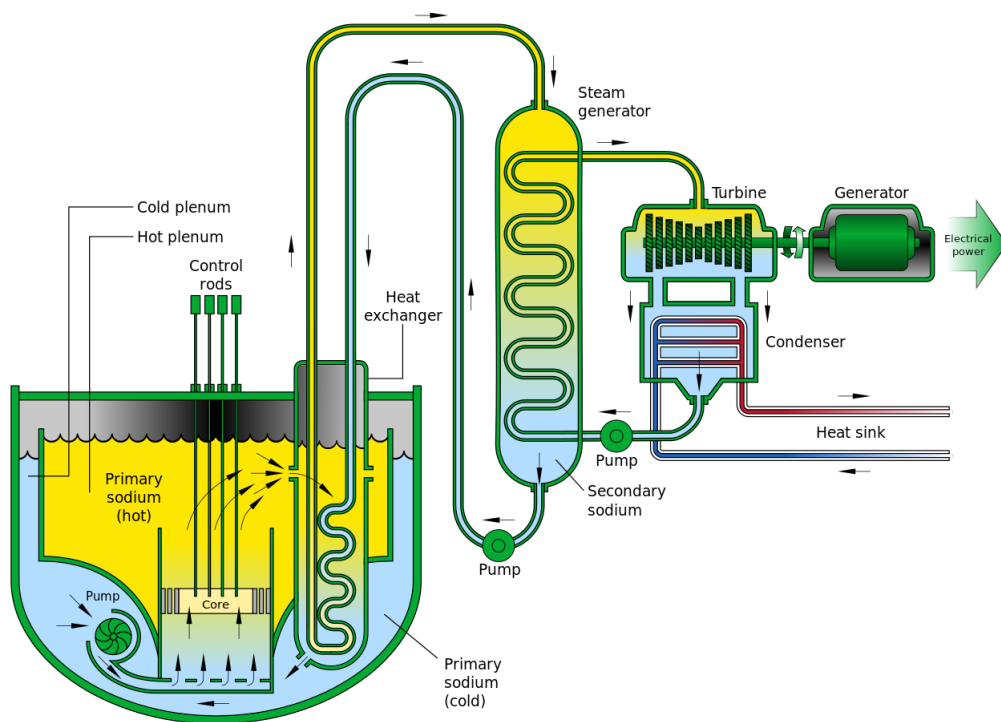 Steam
generator
Turbine
Generator
Electrical
power
Cold plenum
Hot plenum
Control
rods
Heat
exchanger
Condenser
Heat sink
Pump
Secondary
sodium
Primary
sodium
(hot)
Pump
Pump
Core
Primary
sodium
(cold)